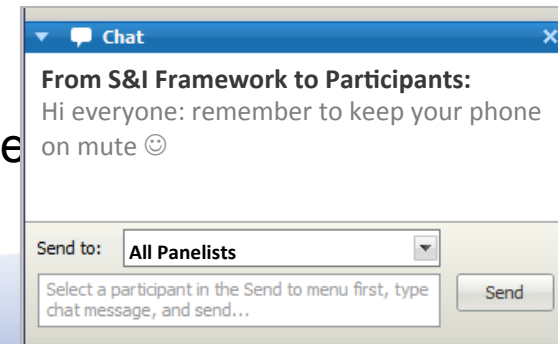 Chat
From S&I Framework to Participants:
Hi everyone: remember to keep your phone
on mute ☺
e
Send to: All Panelists
Select a participant in the Send to menu first, type
chat message, and send...
Send